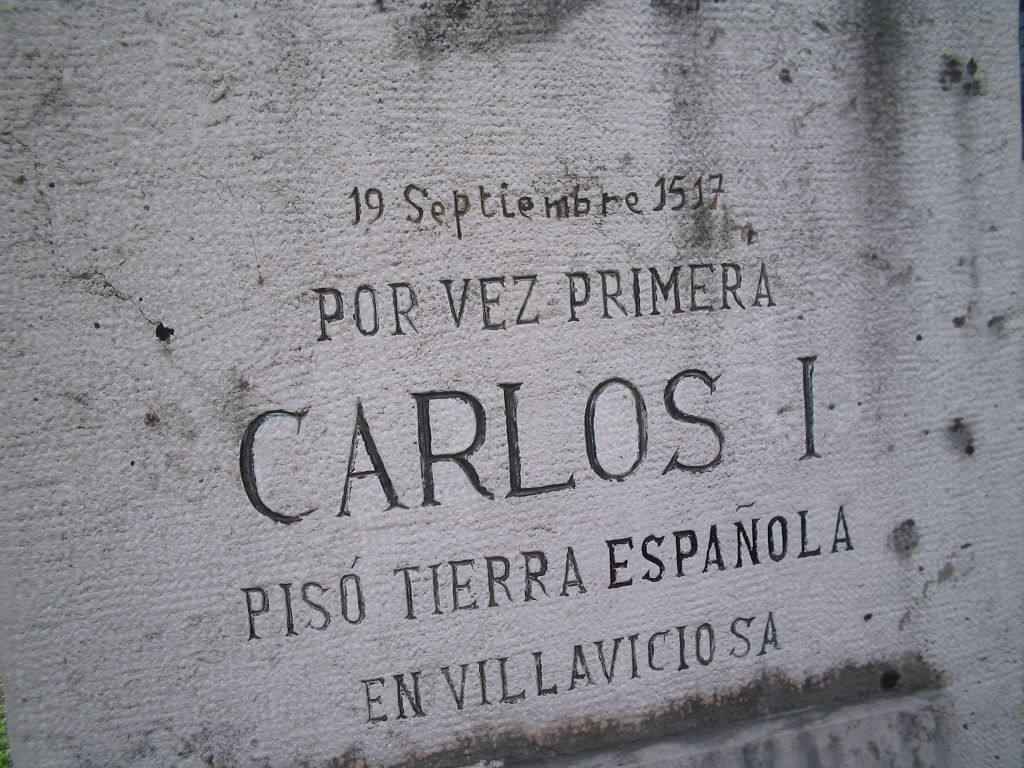 19 Septiembre 1517
POR VEZ PRIMERA
CARLOS I
PISÓ TIERRA ESPAÑOLA
EN VILLAVICIOSA